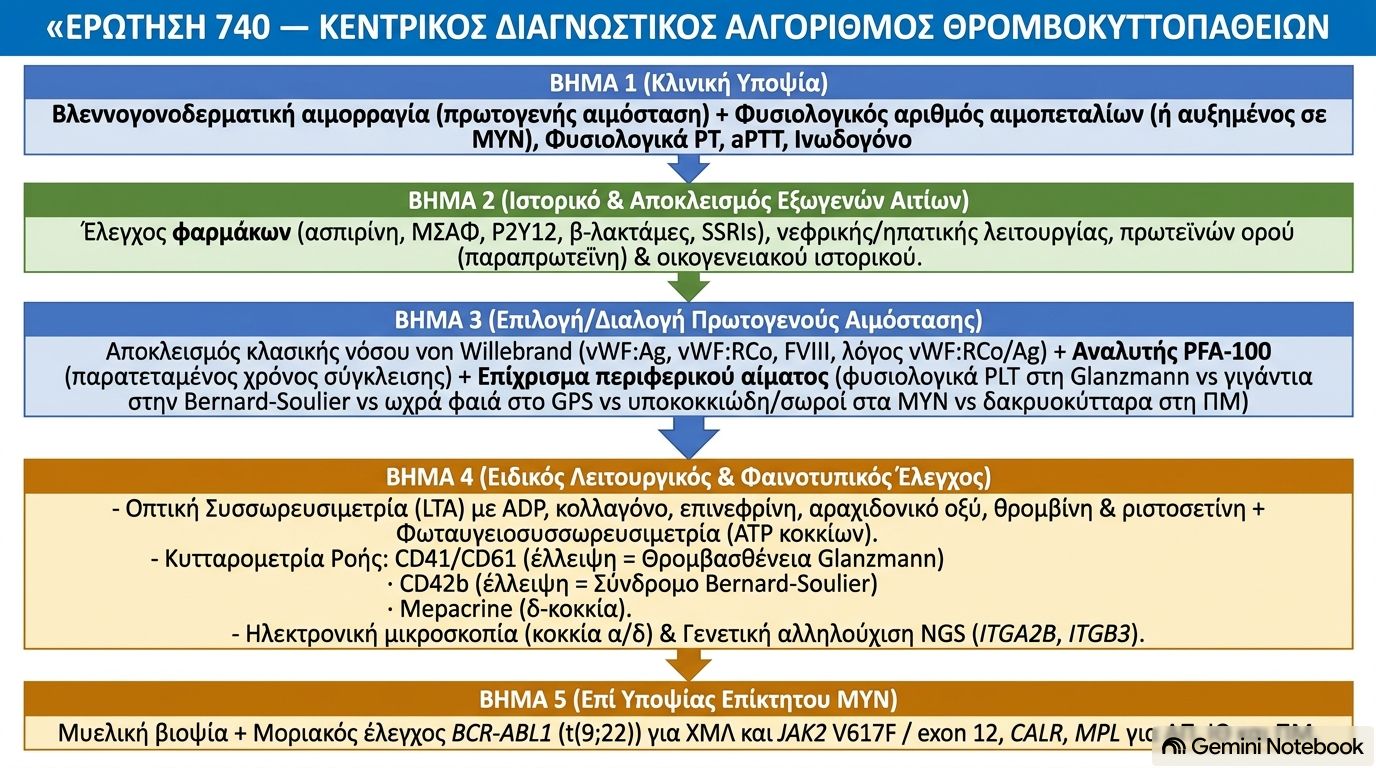 «ΕΡΩΤΗΣΗ 740 — ΚΕΝΤΡΙΚΟΣ ΔΙΑΓΝΩΣΤΙΚΟΣ ΑΛΓΟΡΙΘΜΟΣ ΘΡΟΜΒΟΚΥΤΤΟΠΑΘΕΙΩΝ
ΒΗΜΑ 1 (Κλινική Υποψία)
Βλεννογονοδερματική αιμορραγία (πρωτογενής αιμόσταση) + Φυσιολογικός αριθμός αιμοπεταλίων (ή αυξημένος σε
ΜΥΝ), Φυσιολογικά PT, aPTT, Ινωδογόνο
ΒΗΜΑ 2 (Ιστορικό & Αποκλεισμός Εξωγενών Αιτίων)
Έλεγχος φαρμάκων (ασπιρίνη, ΜΣΑΦ, P2Y12, β-λακτάμες, SSRIs), νεφρικής/ηπατικής λειτουργίας, πρωτεϊνών ορού
(παραπρωτεΐνη) & οικογενειακού ιστορικού.
ΒΗΜΑ 3 (Επιλογή/Διαλογή Πρωτογενούς Αιμόστασης)
Αποκλεισμός κλασικής νόσου von Willebrand (vWF:Ag, vWF:RCo, FVIII, λόγος vWF:RCo/Ag) + Αναλυτής PFA-100
(παρατεταμένος χρόνος σύγκλεισης) + Επίχρισμα περιφερικού αίματος (φυσιολογικά PLT στη Glanzmann vs γιγάντια
στην Bernard-Soulier vs ωχρά φαιά στο GPS vs υποκοκκιώδη/σωροί στα ΜΥΝ vs δακρυοκύτταρα στη ΠΜ)
ΒΗΜΑ 4 (Ειδικός Λειτουργικός & Φαινοτυπικός Έλεγχος)
- Οπτική Συσσωρευσιμετρία (LTA) με ADP, κολλαγόνο, επινεφρίνη, αραχιδονικό οξύ, θρομβίνη & ριστοσετίνη +
Φωταυγειοσυσσωρευσιμετρία (ATP κοκκίων).
- Κυτταρομετρία Ροής: CD41/CD61 (έλλειψη = Θρομβασθένεια Glanzmann)
· CD42b (έλλειψη = Σύνδρομο Bernard-Soulier)
· Mepacrine (δ-κοκκία).
- Ηλεκτρονική μικροσκοπία (κοκκία α/δ) & Γενετική αλληλούχιση NGS (ITGA2B, ITGB3).
ΒΗΜΑ 5 (Επί Υποψίας Επίκτητου ΜΥΝ)
Μυελική βιοψία + Μοριακός έλεγχος BCR-ABL1 (t(9;22)) για ΧΜΛ και JAK2 V617F / exon 12, CALR, MPL για
Gemini Notebook